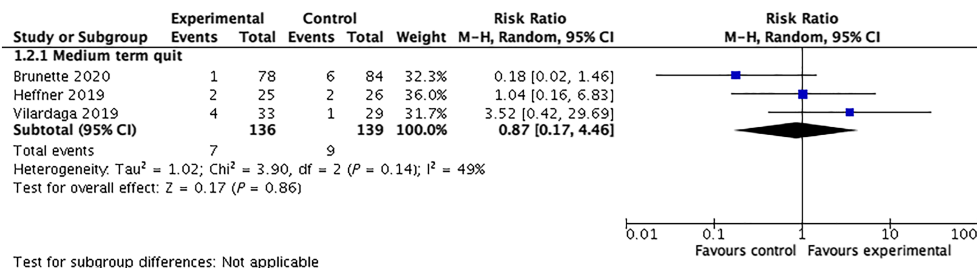 Experimental Control Risk Ratio Risk Ratio
Study or Subgroup Events Total Events Total Weight M-H, Random, 95% CI M-H, Random, 95% CI
1.2.1 Medium term quit
Brunette 2020 1 78 6 84 32.3% 0.18 [0.02, 1.46]
Heffner 2019 2 25 2 26 36.0% 1.04 [0.16, 6.83]
Vilardaga 2019 4 33 1 29 31.7% 3.52 [0.42, 29.69]
Subtotal (95% CI) 136 139 100.0% 0.87 [0.17, 4.46]
Total events 7 9
Heterogeneity: Tau² = 1.02; Chi² = 3.90, df = 2 (P = 0.14); I² = 49%
Test for overall effect: Z = 0.17 (P = 0.86)
0.01 0.1 1 10 100
Favours control Favours experimental
Test for subgroup differences: Not applicable